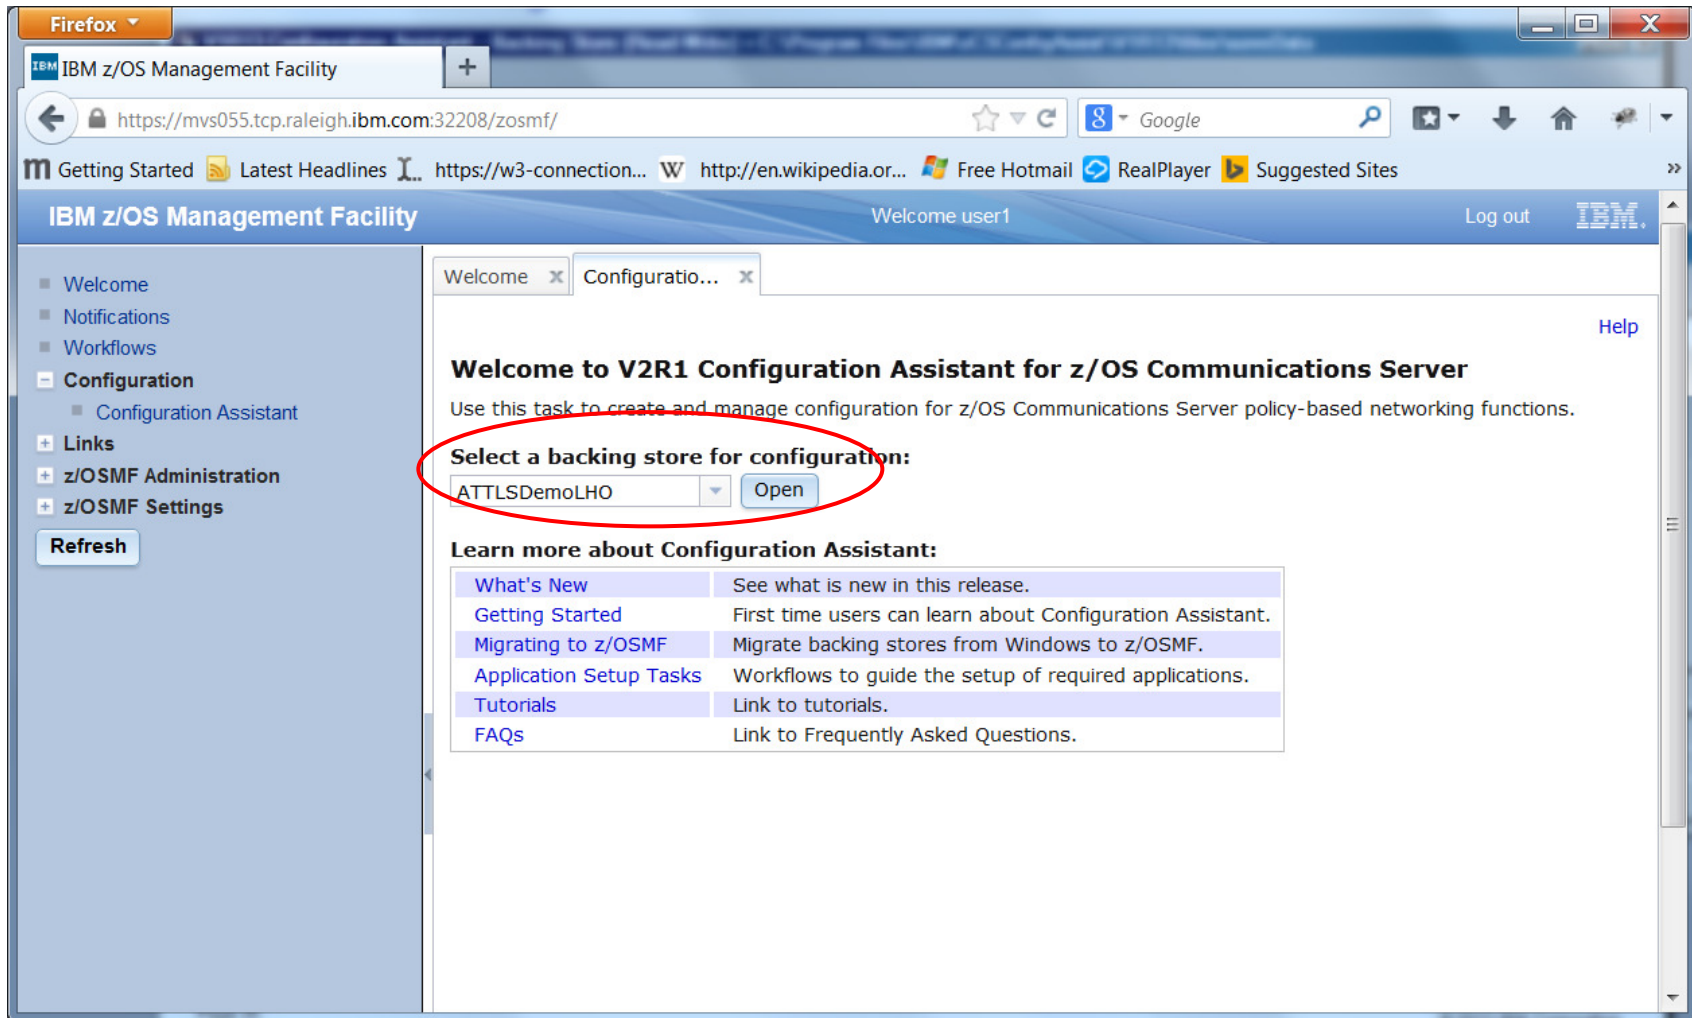 Firefox
IBM IBM z/OS Management Facility
https://mvs055.tcp.raleigh.ibm.com:32208/zosmf/
8 Google
m Getting Started Latest Headlines I... https://w3-connection... W http://en.wikipedia.or... Free Hotmail RealPlayer Suggested Sites »
IBM z/OS Management Facility Welcome user1 Log out IBM.
Welcome
Notifications
Workflows
Configuration
Configuration Assistant
Links
z/OSMF Administration
z/OSMF Settings
Refresh
Welcome x Configuratio... x
Help
Welcome to V2R1 Configuration Assistant for z/OS Communications Server
Use this task to create and manage configuration for z/OS Communications Server policy-based networking functions.
Select a backing store for configuration:
ATTLSDemoLHO Open
Learn more about Configuration Assistant:
What's New See what is new in this release.
Getting Started First time users can learn about Configuration Assistant.
Migrating to z/OSMF Migrate backing stores from Windows to z/OSMF.
Application Setup Tasks Workflows to guide the setup of required applications.
Tutorials Link to tutorials.
FAQs Link to Frequently Asked Questions.